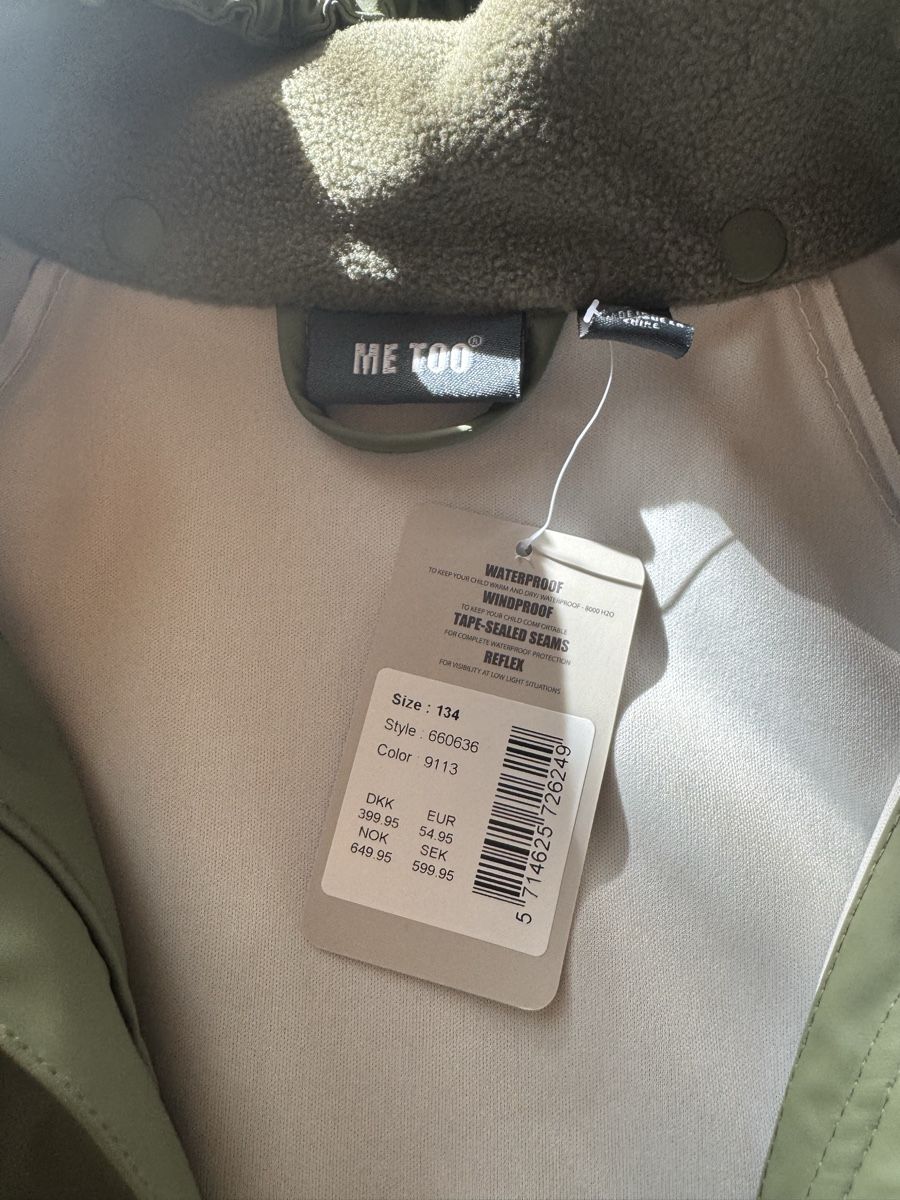 ME TOO®
WATERPROOF
TO KEEP YOUR CHILD WARM AND DRY/ WATERPROOF - 8000 H2O
WINDPROOF
TO KEEP YOUR CHILD COMFORTABLE
TAPE-SEALED SEAMS
FOR COMPLETE WATERPROOF PROTECTION
REFLEX
FOR VISIBILITY AT LOW LIGHT SITUATIONS
Size : 134
Style : 660636
Color : 9113
DKK
399.95
NOK
649.95
EUR
54.95
SEK
599.95
5 714625 726249